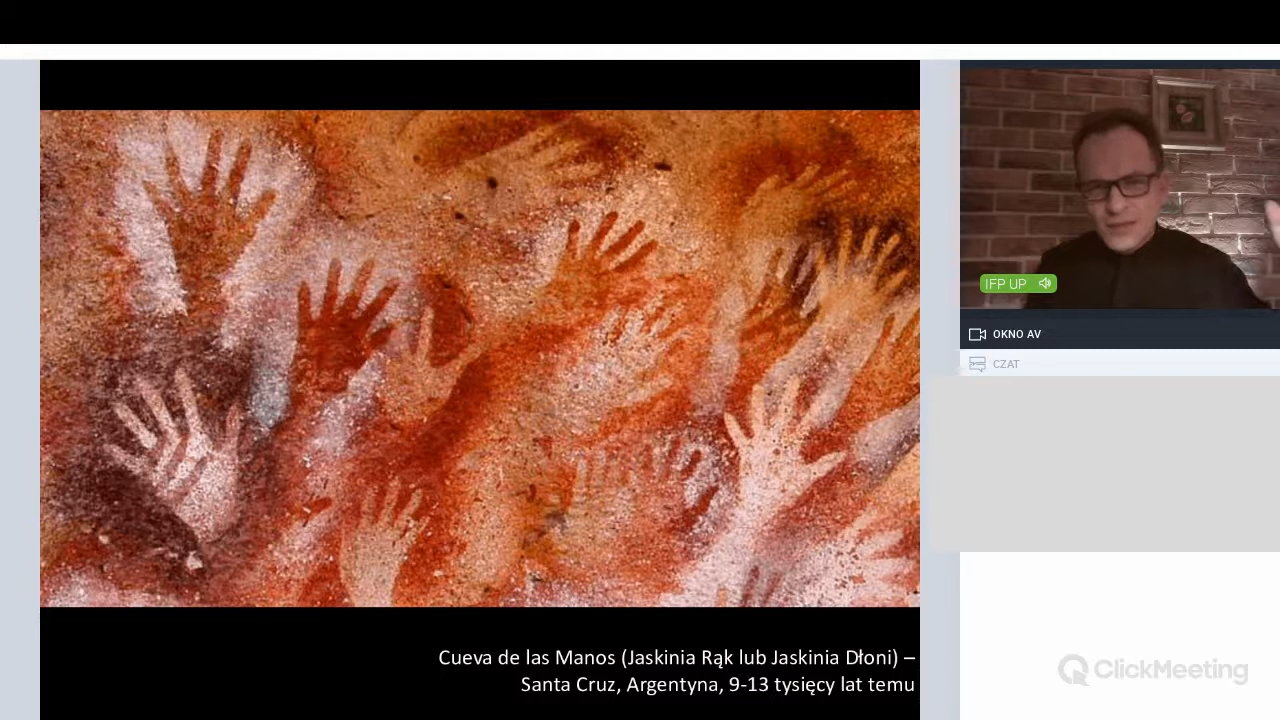 IFP UP
OKNO AV
CZAT
Cueva de las Manos (Jaskinia Rąk lub Jaskinia Dłoni) –
Santa Cruz, Argentyna, 9-13 tysięcy lat temu
ClickMeeting